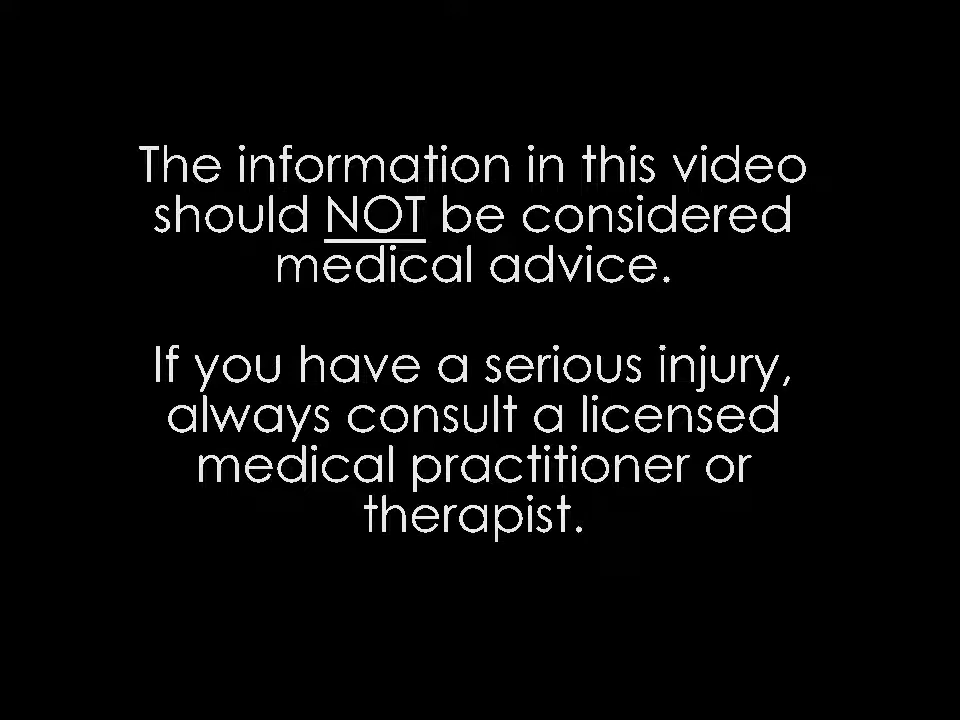 The information in this video
should NOT be considered
medical advice.
If you have a serious injury,
always consult a licensed
medical practitioner or
therapist.